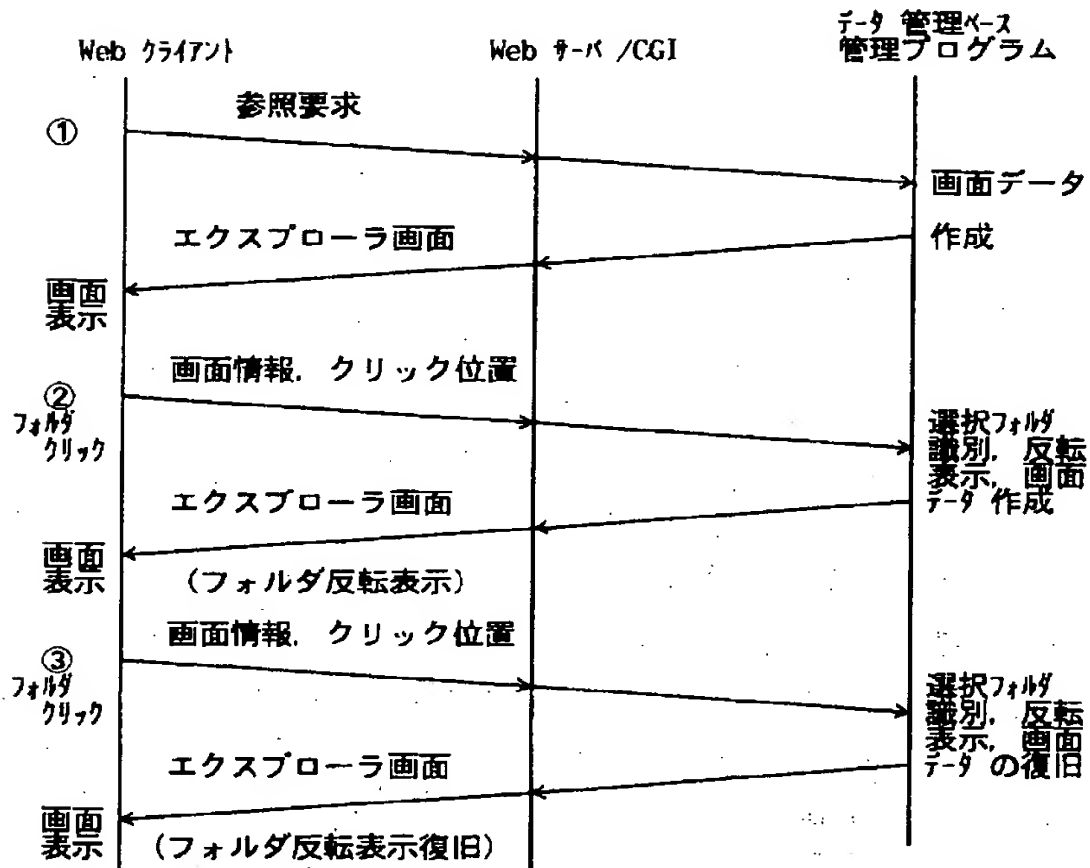 データ 管理ベース
Web クライアント
Web サーバ /CGI
管理プログラム
参照要求
①
画面データ
エクスプローラ画面
作成
画面
表示
画面情報, クリック位置
②
フォルダ
クリック
選択フォルダ
識別, 反転
表示, 画面
データ 作成
エクスプローラ画面
画面
表示
(フォルダ反転表示)
画面情報, クリック位置
③
フォルダ
クリック
選択フォルダ
識別, 反転
表示, 画面
データ の復旧
エクスプローラ画面
画面
表示
(フォルダ反転表示復旧)